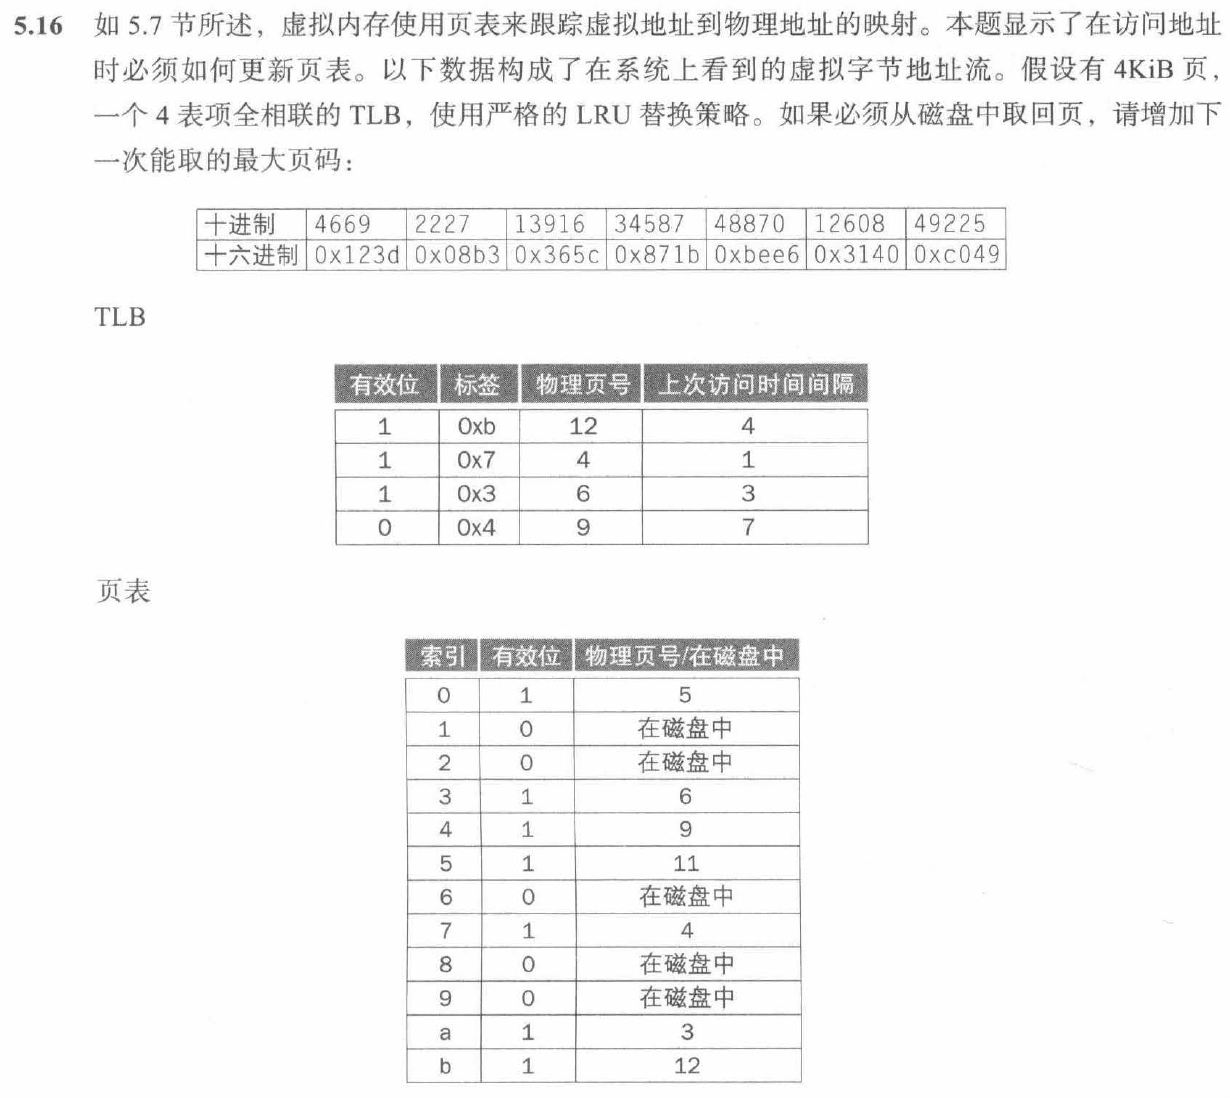 5.16 如 5.7 节所述，虚拟内存使用页表来跟踪虚拟地址到物理地址的映射。本题显示了在访问地址
时必须如何更新页表。以下数据构成了在系统上看到的虚拟字节地址流。假设有 4KiB 页，
一个 4 表项全相联的 TLB，使用严格的 LRU 替换策略。如果必须从磁盘中取回页，请增加下
一次能取的最大页码：
十进制 4669 2227 13916 34587 48870 12608 49225
十六进制 0x123d 0x08b3 0x365c 0x871b 0xbee6 0x3140 0xc049
TLB
有效位 标签 物理页号 上次访问时间间隔
1 0xb 12 4
1 0x7 4 1
1 0x3 6 3
0 0x4 9 7
页表
索引 有效位 物理页号/在磁盘中
0 1 5
1 0 在磁盘中
2 0 在磁盘中
3 1 6
4 1 9
5 1 11
6 0 在磁盘中
7 1 4
8 0 在磁盘中
9 0 在磁盘中
a 1 3
b 1 12